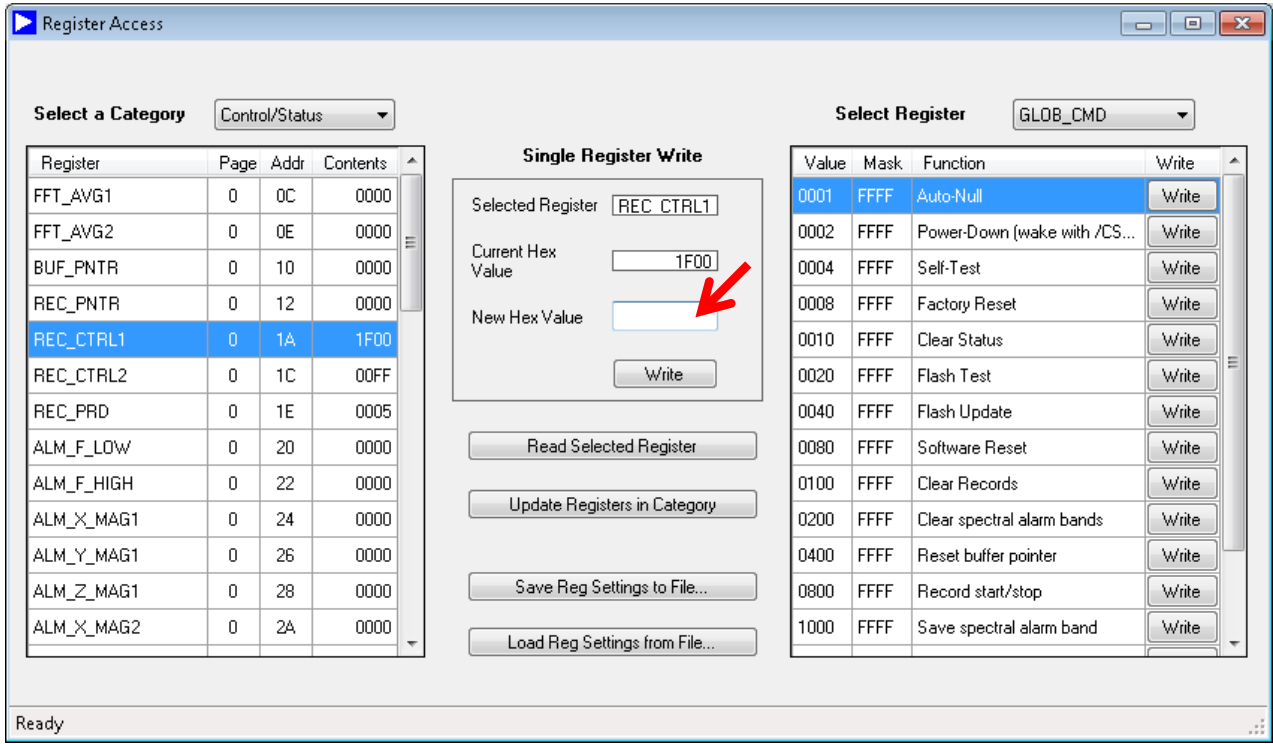 Register Access
Select a Category Control/Status
Select Register GLOB_CMD
Register Page Addr Contents
FFT_AVG1 0 0C 0000
FFT_AVG2 0 0E 0000
BUF_PNTR 0 10 0000
REC_PNTR 0 12 0000
REC_CTRL1 0 1A 1F00
REC_CTRL2 0 1C 00FF
REC_PRD 0 1E 0005
ALM_F_LOW 0 20 0000
ALM_F_HIGH 0 22 0000
ALM_X_MAG1 0 24 0000
ALM_Y_MAG1 0 26 0000
ALM_Z_MAG1 0 28 0000
ALM_X_MAG2 0 2A 0000
Single Register Write
Selected Register REC_CTRL1
Current Hex
Value 1F00
New Hex Value
Write
Read Selected Register
Update Registers in Category
Save Reg Settings to File...
Load Reg Settings from File...
Value Mask Function Write
0001 FFFF Auto-Null Write
0002 FFFF Power-Down (wake with /CS... Write
0004 FFFF Self-Test Write
0008 FFFF Factory Reset Write
0010 FFFF Clear Status Write
0020 FFFF Flash Test Write
0040 FFFF Flash Update Write
0080 FFFF Software Reset Write
0100 FFFF Clear Records Write
0200 FFFF Clear spectral alarm bands Write
0400 FFFF Reset buffer pointer Write
0800 FFFF Record start/stop Write
1000 FFFF Save spectral alarm band Write
Ready